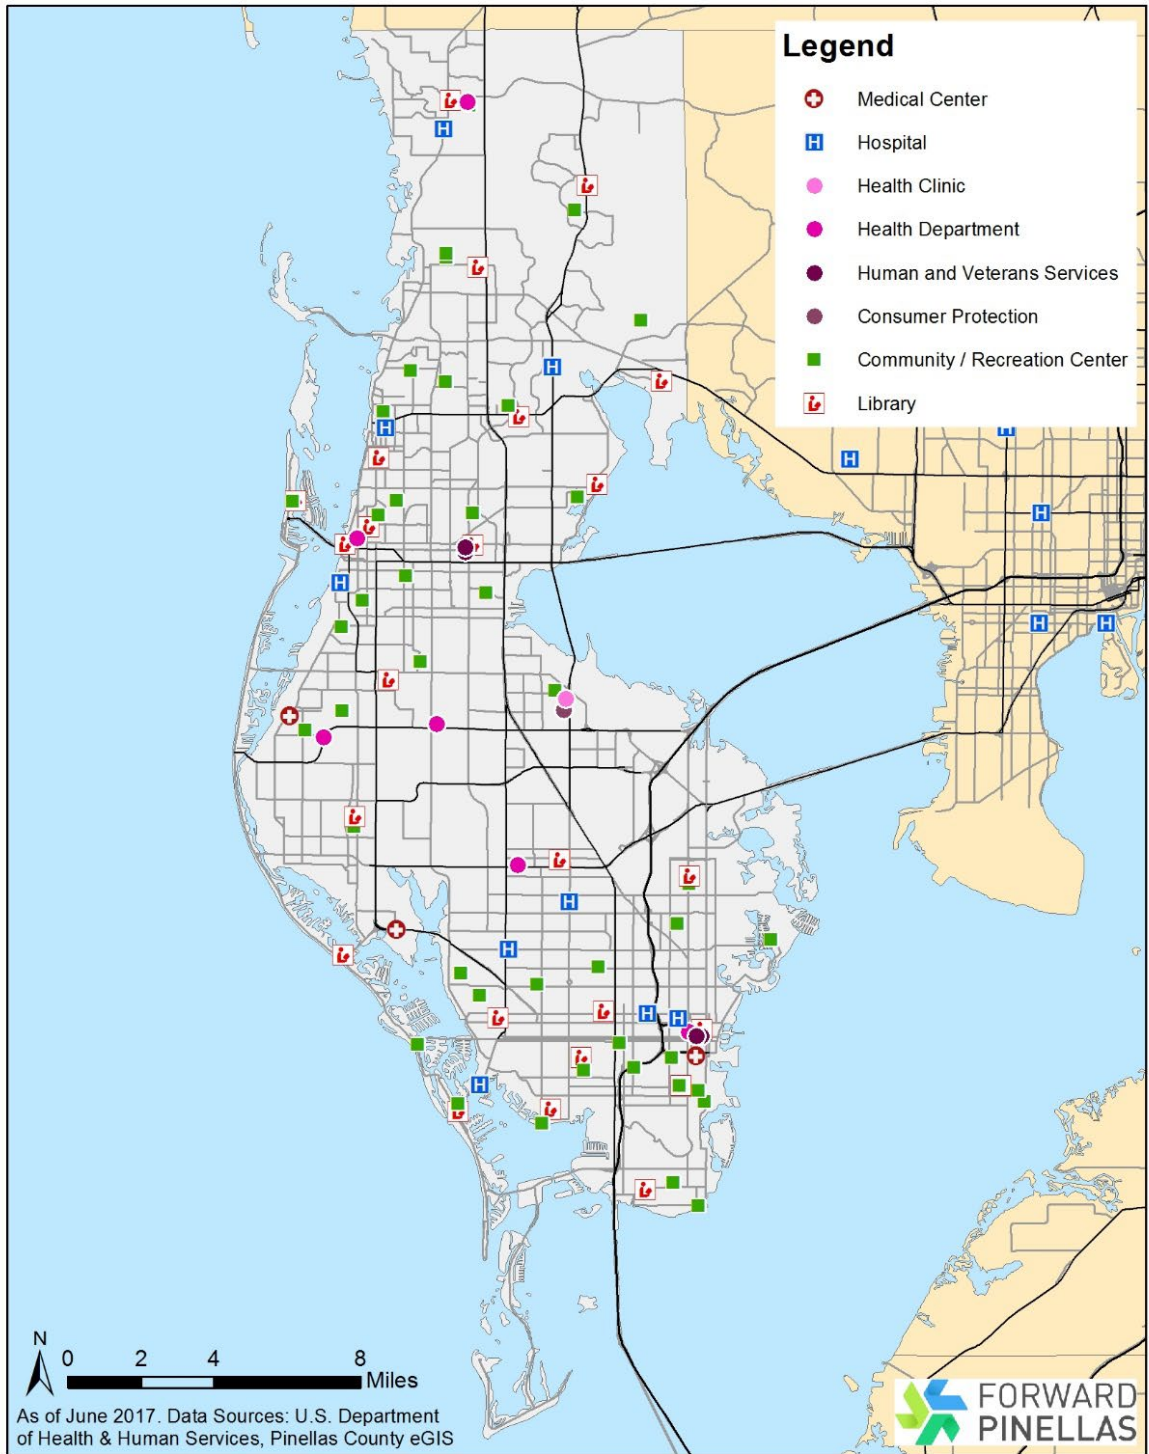 Legend
Medical Center
Hospital
Health Clinic
Health Department
Human and Veterans Services
Consumer Protection
Community / Recreation Center
Library
N
0 2 4 8
Miles
As of June 2017. Data Sources: U.S. Department
of Health & Human Services, Pinellas County eGIS
FORWARD
PINELLAS